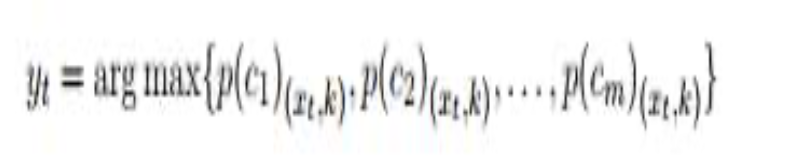 y_t = arg max{p(c_1)_{(x_t,k)}, p(c_2)_{(x_t,k)}, . . . , p(c_m)_{(x_t,k)}}